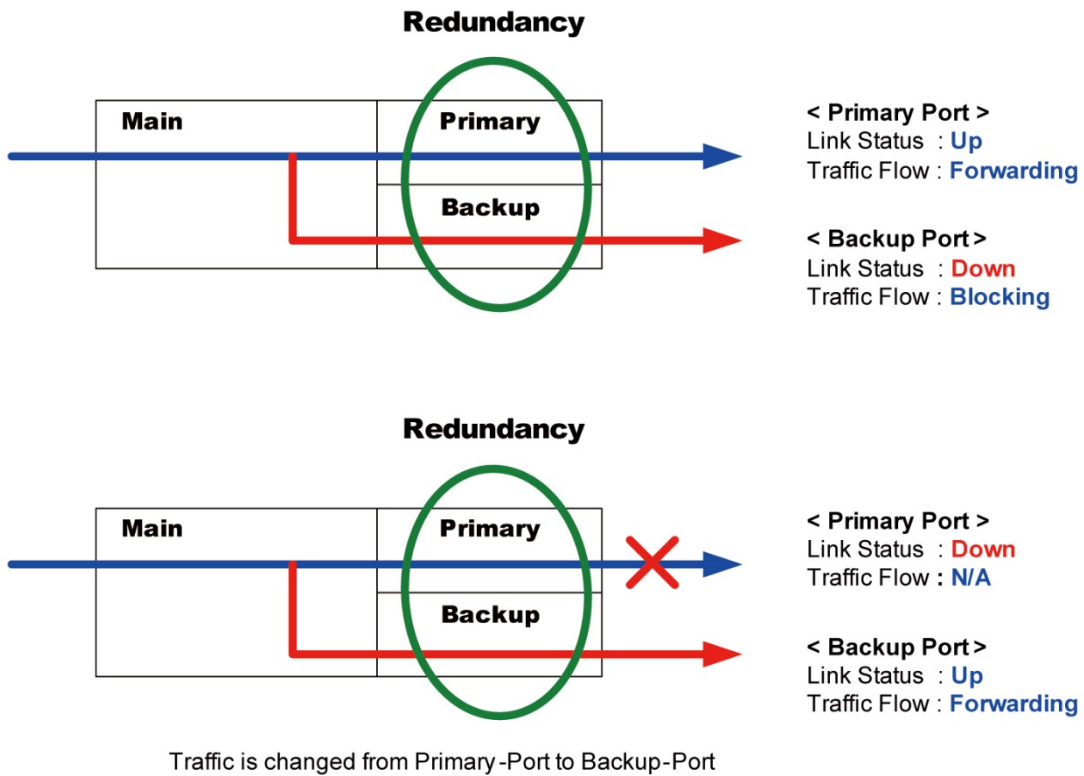 Redundancy
Main
Primary
Backup
< Primary Port >
Link Status : Up
Traffic Flow : Forwarding
< Backup Port >
Link Status : Down
Traffic Flow : Blocking
Redundancy
Main
Primary
Backup
< Primary Port >
Link Status : Down
Traffic Flow : N/A
< Backup Port >
Link Status : Up
Traffic Flow : Forwarding
Traffic is changed from Primary-Port to Backup-Port